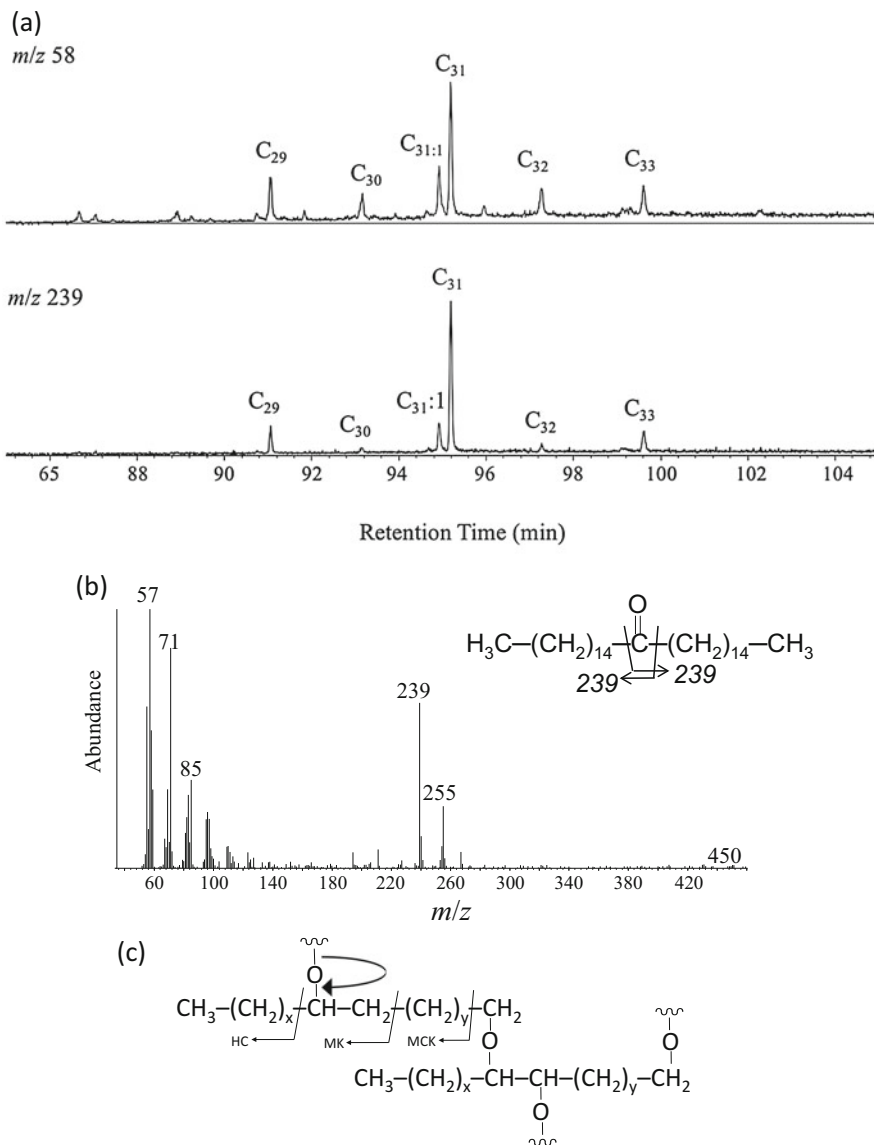 (a)
m/z 58
C₂₉
C₃₀
C₃₁:₁
C₃₁
C₃₂
C₃₃
m/z 239
C₂₉
C₃₀
C₃₁:1
C₃₁
C₃₂
C₃₃
65 88 90 92 94 96 98 100 102 104
Retention Time (min)
(b)
Abundance
57
71
85
239
255
450
O
H₃C–(CH₂)₁₄–C–(CH₂)₁₄–CH₃
239 239
60 100 140 180 220 260 300 340 380 420
m/z
(c)
O
CH₃–(CH₂)ₓ–CH–CH₂–(CH₂)ᵧ–CH₂
HC MK MCK
O O
CH₃–(CH₂)ₓ–CH–CH–(CH₂)ᵧ–CH₂
O